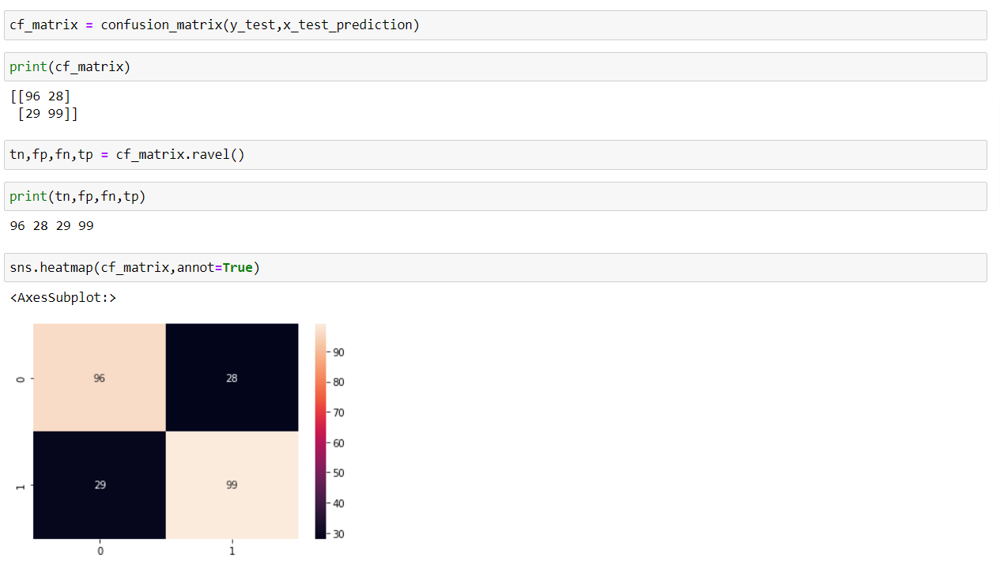 cf_matrix = confusion_matrix(y_test,x_test_prediction)
print(cf_matrix)
[[96 28]
 [29 99]]
tn,fp,fn,tp = cf_matrix.ravel()
print(tn,fp,fn,tp)
96 28 29 99
sns.heatmap(cf_matrix,annot=True)
<AxesSubplot:>
90
0 96 28
80
70
60
50
1 29 99
40
30
0 1